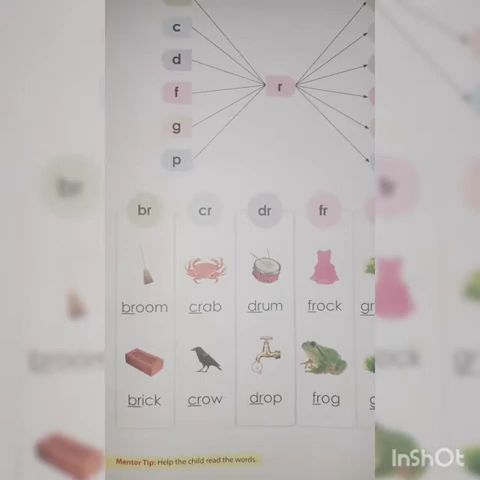 c
d
f
r
g
p
br cr dr fr
broom crab drum frock gr
brick crow drop frog g
Mentor Tip: Help the child read the words.
InShOt